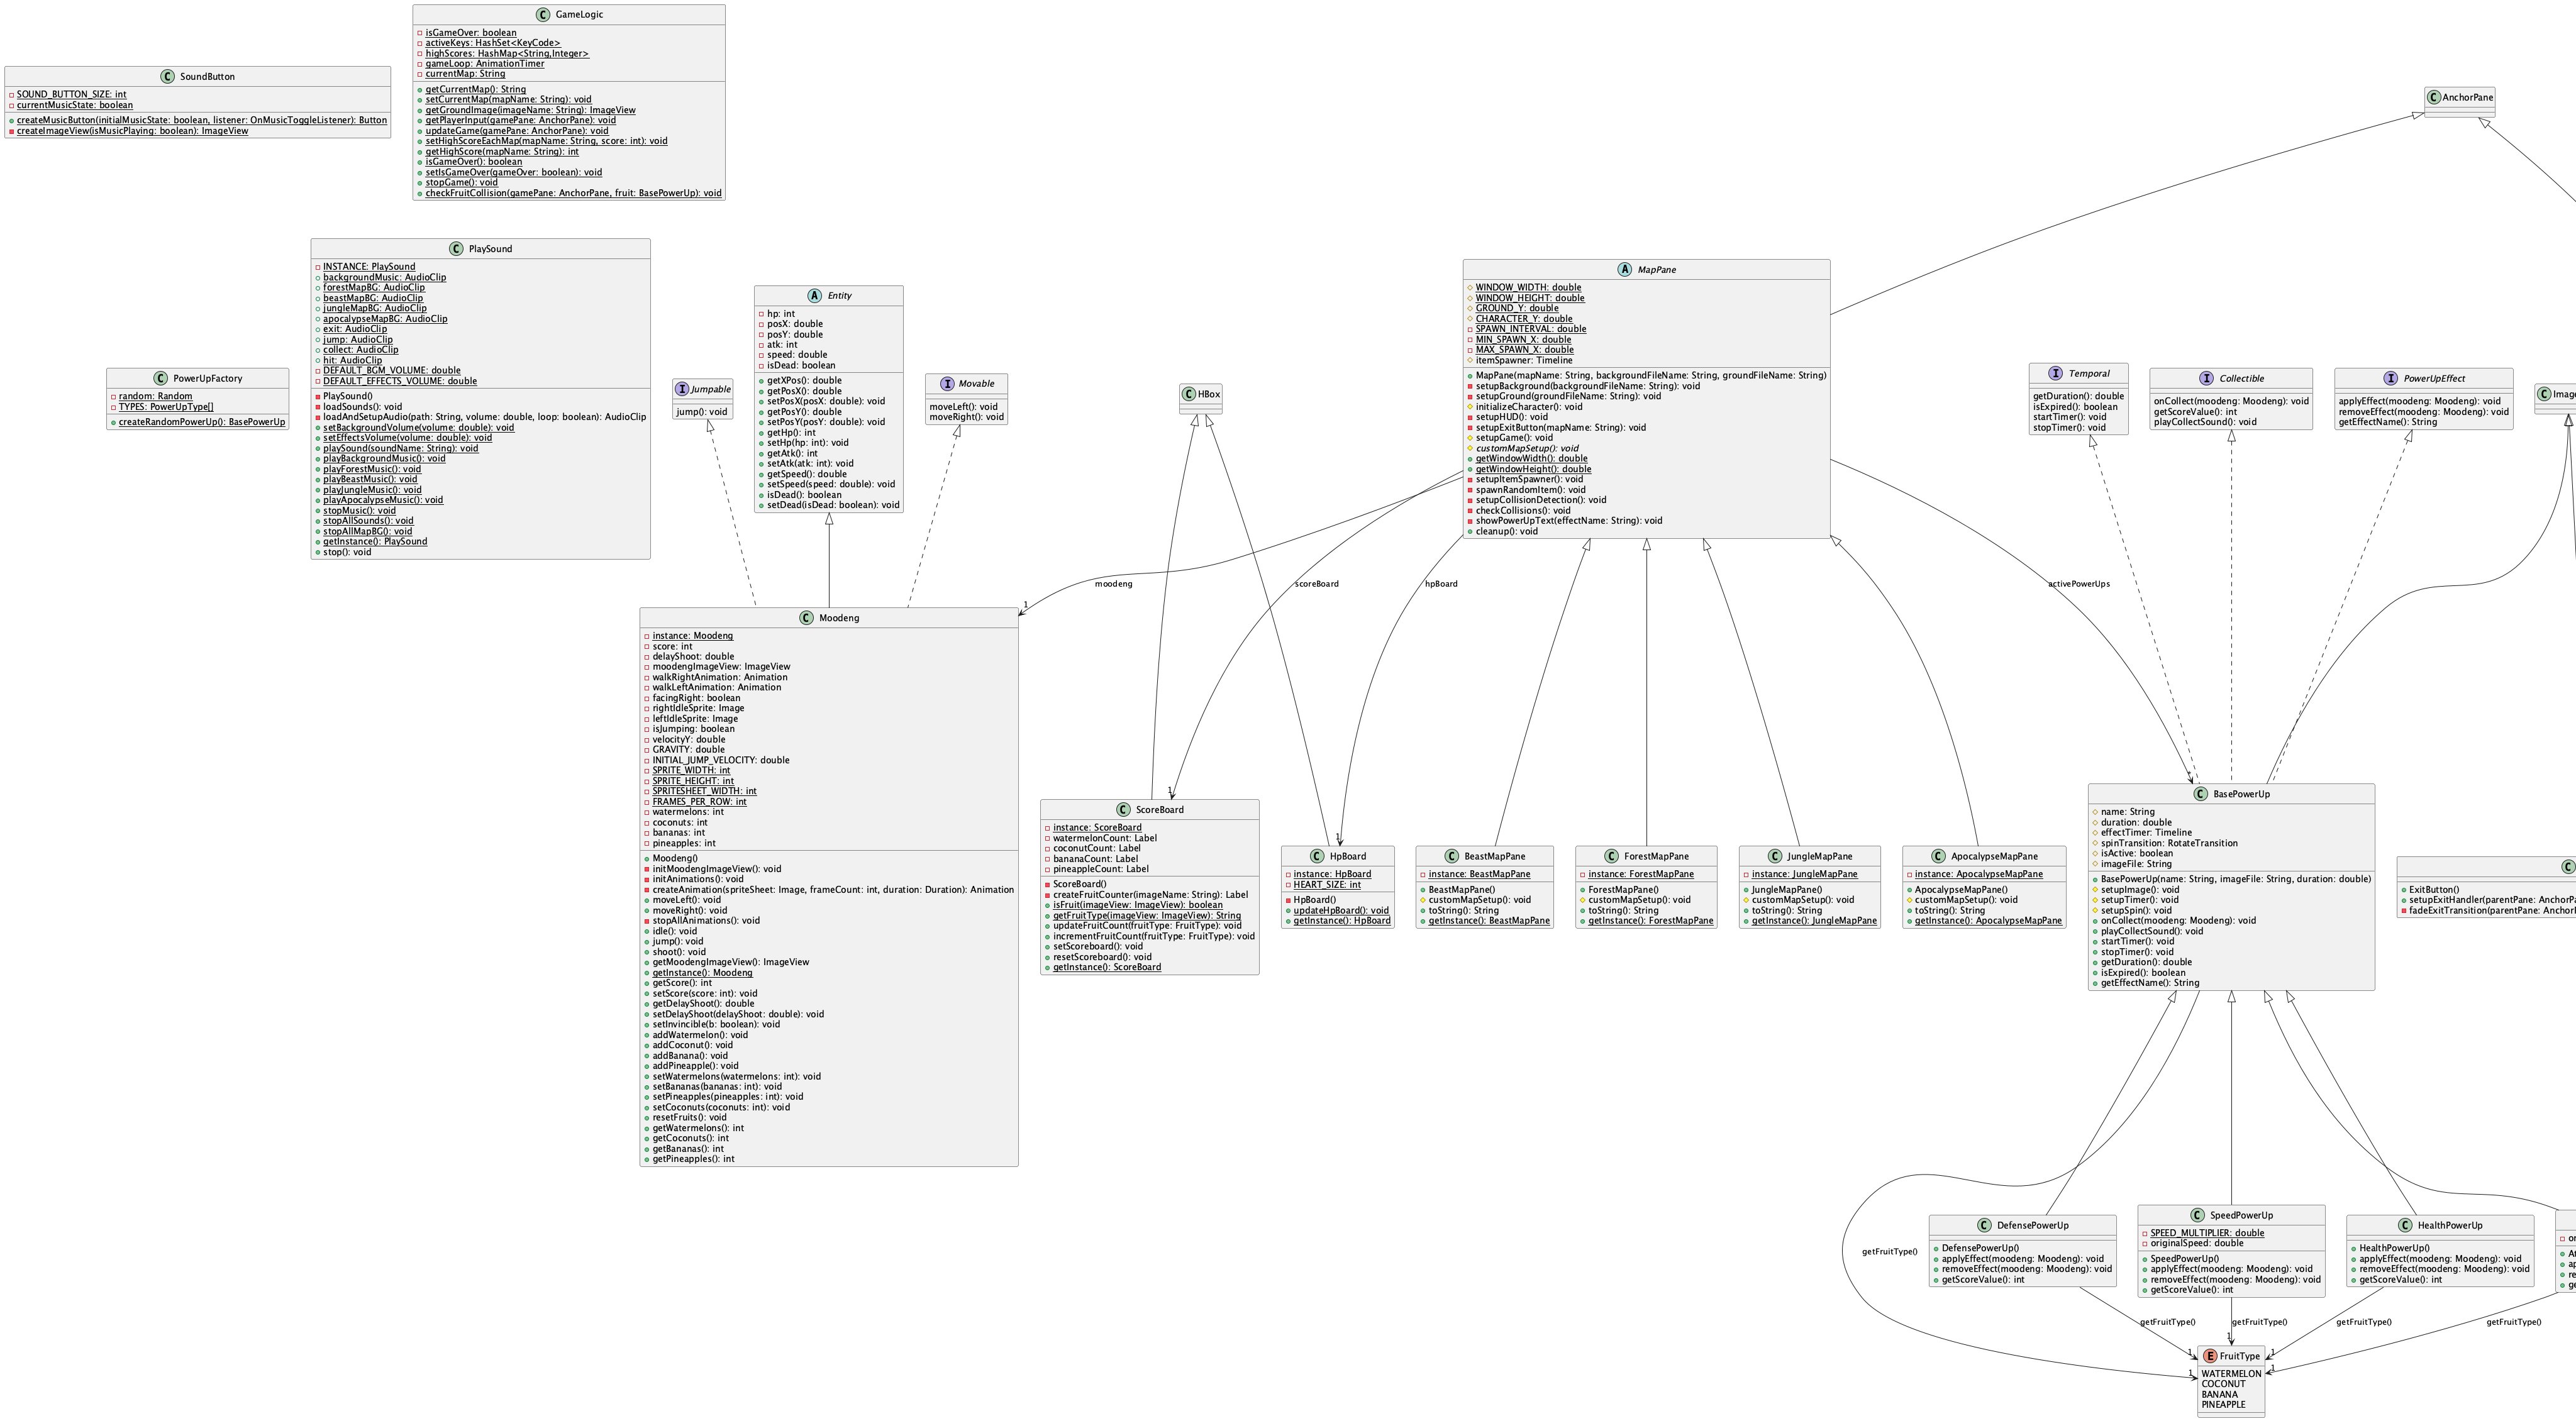 GameLogic
isGameOver: boolean
activeKeys: HashSet<KeyCode>
highScores: HashMap<String,Integer>
gameLoop: AnimationTimer
currentMap: String
getCurrentMap(): String
setCurrentMap(mapName: String): void
getGroundImage(imageName: String): ImageView
getPlayerInput(gamePane: AnchorPane): void
updateGame(gamePane: AnchorPane): void
setHighScoreEachMap(mapName: String, score: int): void
getHighScore(mapName: String): int
isGameOver(): boolean
setIsGameOver(gameOver: boolean): void
stopGame(): void
checkFruitCollision(gamePane: AnchorPane, fruit: BasePowerUp): void
SoundButton
SOUND_BUTTON_SIZE: int
currentMusicState: boolean
createMusicButton(initialMusicState: boolean, listener: OnMusicToggleListener): Button
createImageView(isMusicPlaying: boolean): ImageView
AnchorPane
PlaySound
INSTANCE: PlaySound
backgroundMusic: AudioClip
forestMapBG: AudioClip
beastMapBG: AudioClip
jungleMapBG: AudioClip
apocalypseMapBG: AudioClip
exit: AudioClip
jump: AudioClip
collect: AudioClip
hit: AudioClip
DEFAULT_BGM_VOLUME: double
DEFAULT_EFFECTS_VOLUME: double
PlaySound()
loadSounds(): void
loadAndSetupAudio(path: String, volume: double, loop: boolean): AudioClip
setBackgroundVolume(volume: double): void
setEffectsVolume(volume: double): void
playSound(soundName: String): void
playBackgroundMusic(): void
playForestMusic(): void
playBeastMusic(): void
playJungleMusic(): void
playApocalypseMusic(): void
stopMusic(): void
stopAllSounds(): void
stopAllMapBG(): void
getInstance(): PlaySound
stop(): void
PowerUpFactory
random: Random
TYPES: PowerUpType[]
createRandomPowerUp(): BasePowerUp
Jumpable
jump(): void
Entity
hp: int
posX: double
posY: double
atk: int
speed: double
isDead: boolean
getXPos(): double
getPosX(): double
setPosX(posX: double): void
getPosY(): double
setPosY(posY: double): void
getHp(): int
setHp(hp: int): void
getAtk(): int
setAtk(atk: int): void
getSpeed(): double
setSpeed(speed: double): void
isDead(): boolean
setDead(isDead: boolean): void
Movable
moveLeft(): void
moveRight(): void
HBox
MapPane
WINDOW_WIDTH: double
WINDOW_HEIGHT: double
GROUND_Y: double
CHARACTER_Y: double
SPAWN_INTERVAL: double
MIN_SPAWN_X: double
MAX_SPAWN_X: double
itemSpawner: Timeline
MapPane(mapName: String, backgroundFileName: String, groundFileName: String)
setupBackground(backgroundFileName: String): void
setupGround(groundFileName: String): void
initializeCharacter(): void
setupHUD(): void
setupExitButton(mapName: String): void
setupGame(): void
customMapSetup(): void
getWindowWidth(): double
getWindowHeight(): double
setupItemSpawner(): void
spawnRandomItem(): void
setupCollisionDetection(): void
checkCollisions(): void
showPowerUpText(effectName: String): void
cleanup(): void
Temporal
getDuration(): double
isExpired(): boolean
startTimer(): void
stopTimer(): void
Collectible
onCollect(moodeng: Moodeng): void
getScoreValue(): int
playCollectSound(): void
PowerUpEffect
applyEffect(moodeng: Moodeng): void
removeEffect(moodeng: Moodeng): void
getEffectName(): String
Image
moodeng
scoreBoard
hpBoard
activePowerUps
1
Moodeng
instance: Moodeng
score: int
delayShoot: double
moodengImageView: ImageView
walkRightAnimation: Animation
walkLeftAnimation: Animation
facingRight: boolean
rightIdleSprite: Image
leftIdleSprite: Image
isJumping: boolean
velocityY: double
GRAVITY: double
INITIAL_JUMP_VELOCITY: double
SPRITE_WIDTH: int
SPRITE_HEIGHT: int
SPRITESHEET_WIDTH: int
FRAMES_PER_ROW: int
watermelons: int
coconuts: int
bananas: int
pineapples: int
Moodeng()
initMoodengImageView(): void
initAnimations(): void
createAnimation(spriteSheet: Image, frameCount: int, duration: Duration): Animation
moveLeft(): void
moveRight(): void
stopAllAnimations(): void
idle(): void
jump(): void
shoot(): void
getMoodengImageView(): ImageView
getInstance(): Moodeng
getScore(): int
setScore(score: int): void
getDelayShoot(): double
setDelayShoot(delayShoot: double): void
setInvincible(b: boolean): void
addWatermelon(): void
addCoconut(): void
addBanana(): void
addPineapple(): void
setWatermelons(watermelons: int): void
setBananas(bananas: int): void
setPineapples(pineapples: int): void
setCoconuts(coconuts: int): void
resetFruits(): void
getWatermelons(): int
getCoconuts(): int
getBananas(): int
getPineapples(): int
1
ScoreBoard
instance: ScoreBoard
watermelonCount: Label
coconutCount: Label
bananaCount: Label
pineappleCount: Label
ScoreBoard()
createFruitCounter(imageName: String): Label
isFruit(imageView: ImageView): boolean
getFruitType(imageView: ImageView): String
updateFruitCount(fruitType: FruitType): void
incrementFruitCount(fruitType: FruitType): void
setScoreboard(): void
resetScoreboard(): void
getInstance(): ScoreBoard
1
HpBoard
instance: HpBoard
HEART_SIZE: int
HpBoard()
updateHpBoard(): void
getInstance(): HpBoard
BeastMapPane
instance: BeastMapPane
BeastMapPane()
customMapSetup(): void
toString(): String
getInstance(): BeastMapPane
ForestMapPane
instance: ForestMapPane
ForestMapPane()
customMapSetup(): void
toString(): String
getInstance(): ForestMapPane
JungleMapPane
instance: JungleMapPane
JungleMapPane()
customMapSetup(): void
toString(): String
getInstance(): JungleMapPane
ApocalypseMapPane
instance: ApocalypseMapPane
ApocalypseMapPane()
customMapSetup(): void
toString(): String
getInstance(): ApocalypseMapPane
BasePowerUp
name: String
duration: double
effectTimer: Timeline
spinTransition: RotateTransition
isActive: boolean
imageFile: String
BasePowerUp(name: String, imageFile: String, duration: double)
setupImage(): void
setupTimer(): void
setupSpin(): void
onCollect(moodeng: Moodeng): void
playCollectSound(): void
startTimer(): void
stopTimer(): void
getDuration(): double
isExpired(): boolean
getEffectName(): String
ExitButton()
setupExitHandler(parentPane: AnchorPa
fadeExitTransition(parentPane: Anchor
DefensePowerUp
DefensePowerUp()
applyEffect(moodeng: Moodeng): void
removeEffect(moodeng: Moodeng): void
getScoreValue(): int
SpeedPowerUp
SPEED_MULTIPLIER: double
originalSpeed: double
SpeedPowerUp()
applyEffect(moodeng: Moodeng): void
removeEffect(moodeng: Moodeng): void
getScoreValue(): int
HealthPowerUp
HealthPowerUp()
applyEffect(moodeng: Moodeng): void
removeEffect(moodeng: Moodeng): void
getScoreValue(): int
getFruitType()
getFruitType()
getFruitType()
getFruitType()
getFruitType()
1
1
1
1
1
FruitType
WATERMELON
COCONUT
BANANA
PINEAPPLE